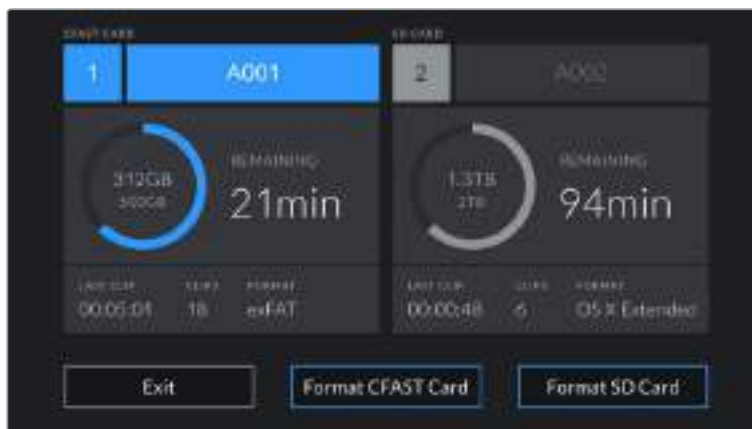 CFAST CARD
1 A001
REMAINING
312GB
500GB
21min
LAST CLIP CLIPS FORMAT
00:05:01 18 exFAT
SD CARD
2 A002
REMAINING
1.3TB
2TB
94min
LAST CLIP CLIPS FORMAT
00:00:48 6 OS X Extended
Exit
Format CFAST Card
Format SD Card